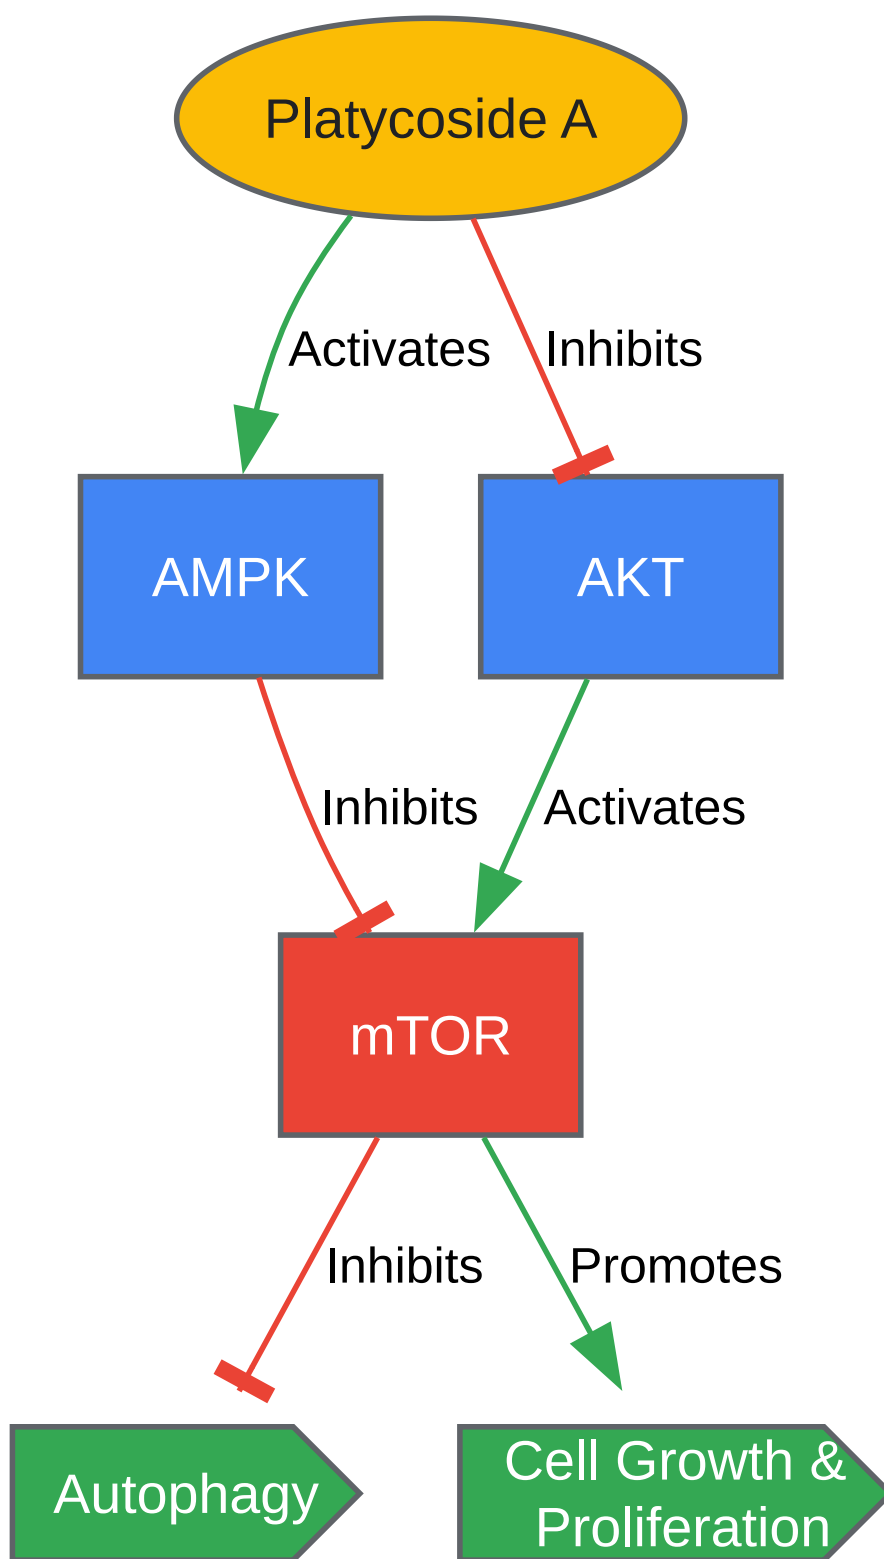 Platycoside A
Activates
Inhibits
AMPK
AKT
Inhibits
Activates
mTOR
Inhibits
Promotes
Autophagy
Cell Growth &
Proliferation